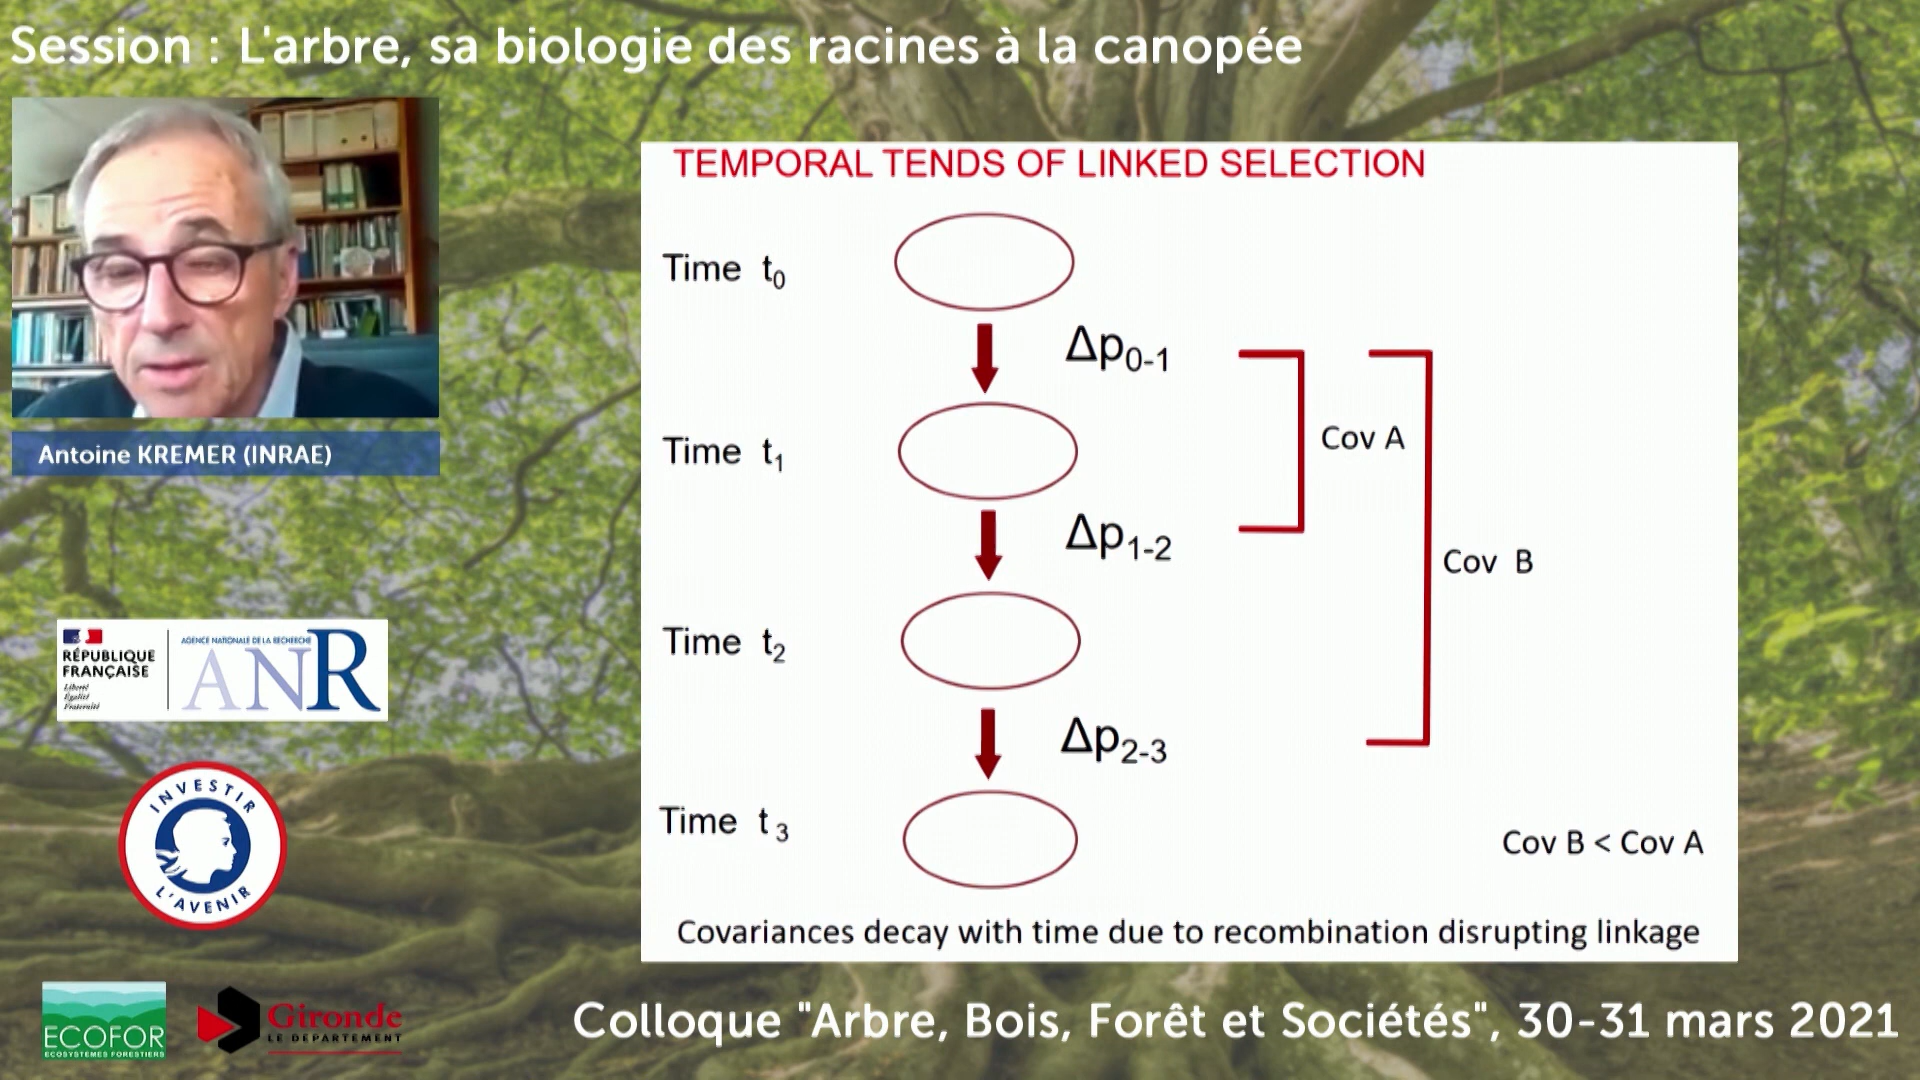 Session : L'arbre, sa biologie des racines à la canopée
Antoine KREMER (INRAE)
TEMPORAL TENDS OF LINKED SELECTION
Time t0
Δp0-1
Time t1
Cov A
Δp1-2
Cov B
Time t2
Δp2-3
Time t3
Cov B < Cov A
Covariances decay with time due to recombination disrupting linkage
RÉPUBLIQUE
FRANÇAISE
Liberté
Égalité
Fraternité
AGENCE NATIONALE DE LA RECHERCHE
ANR
INVESTIR
L'AVENIR
ECOFOR
ECOSYSTEMES FORESTIERS
Gironde
LE DEPARTEMENT
Colloque "Arbre, Bois, Forêt et Sociétés", 30-31 mars 2021